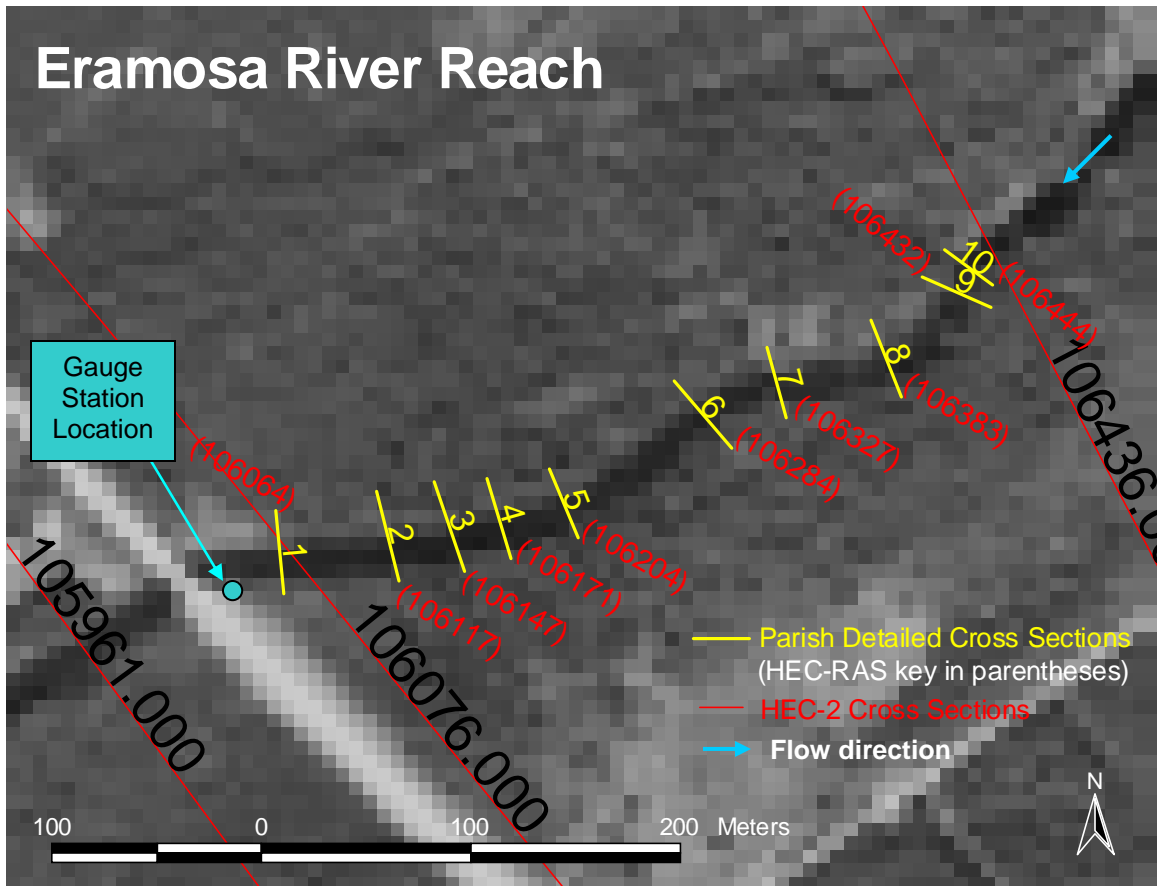 Eramosa River Reach
(106432)
10
9
(106444)
8
106436.0
7
(106383)
Gauge
Station
Location
6
(106327)
(106284)
(106064)
5
4
3
2
1
(106204)
(106171)
(106147)
(106117)
105961.000
106076.000
Parish Detailed Cross Sections
(HEC-RAS key in parentheses)
HEC-2 Cross Sections
Flow direction
N
100 0 100 200 Meters